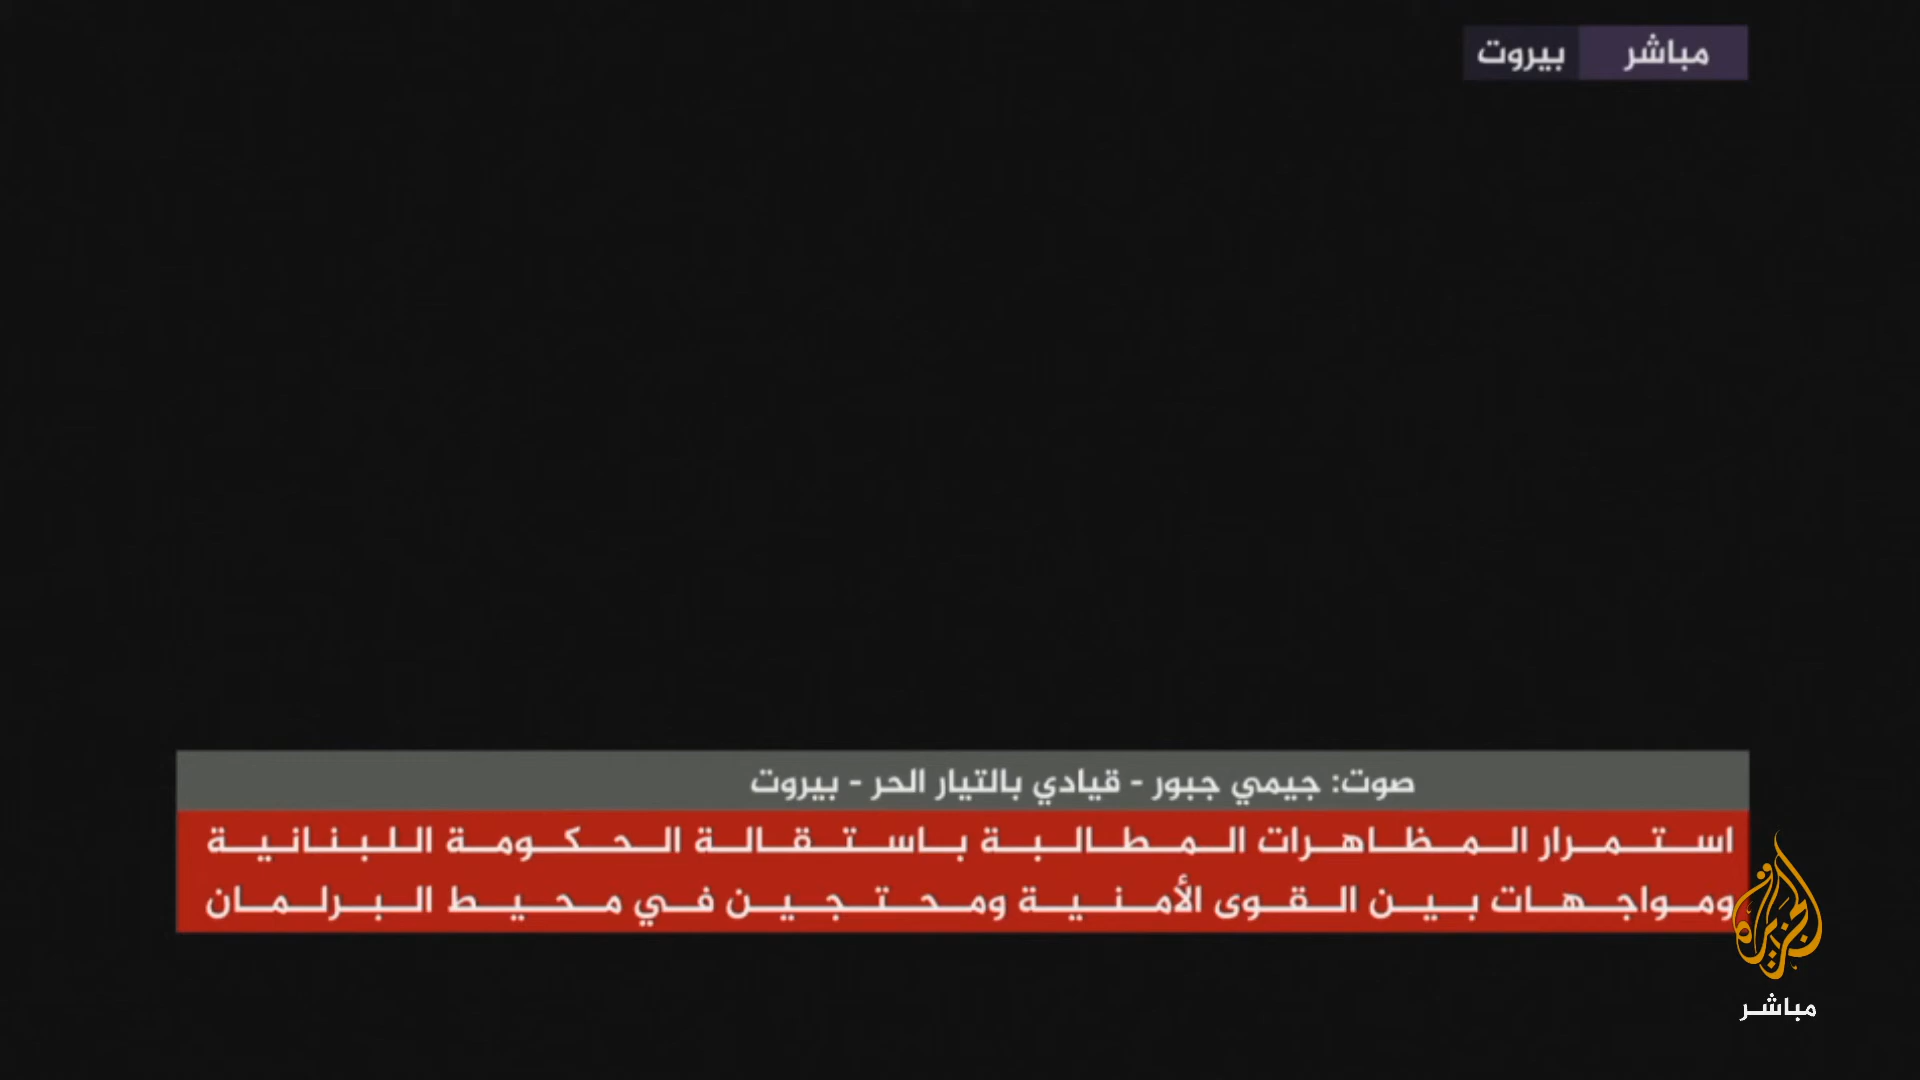 مباشر بيروت
صوت: جيمي جبور - قيادي بالتيار الحر - بيروت
استمرار المظاهرات المطالبة باستقالة الحكومة اللبنانية
ومواجهات بين القوى الأمنية ومحتجين في محيط البرلمان
الجزيرة
مباشر